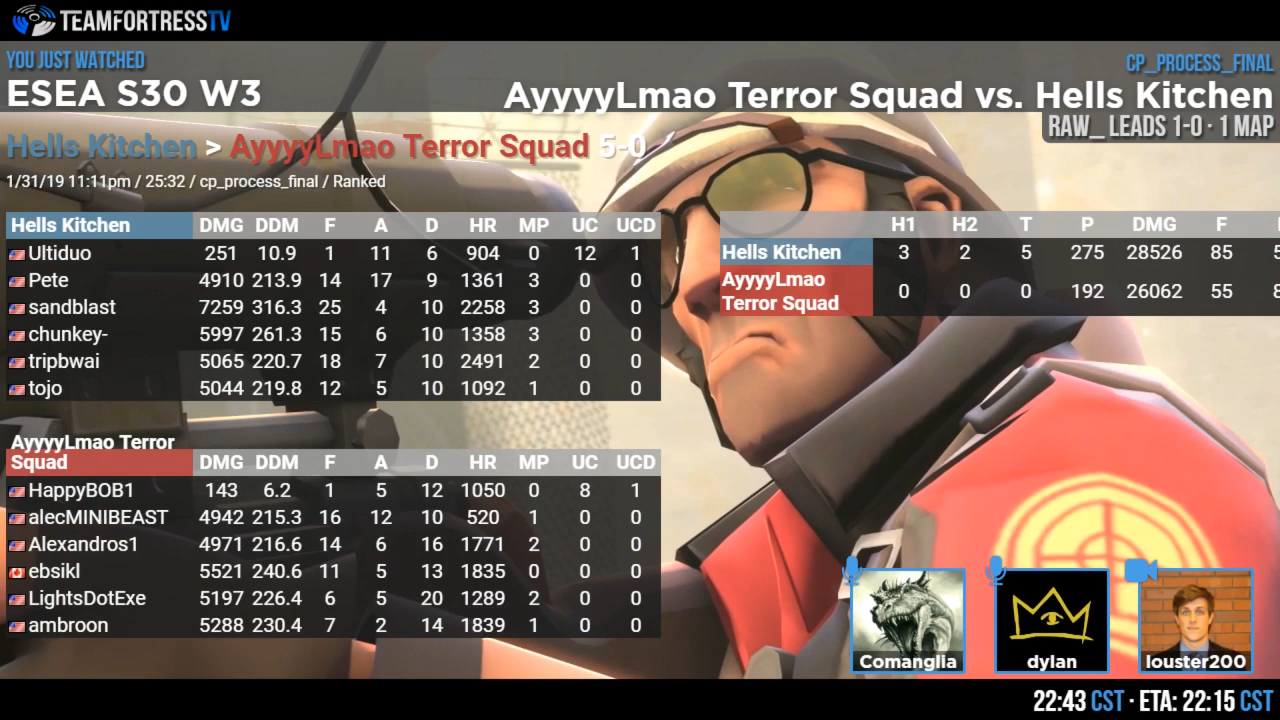 TEAMFORTRESSTV
YOU JUST WATCHED
ESEA S30 W3
CP_PROCESS_FINAL
AyyyyLmao Terror Squad vs. Hells Kitchen
RAW_ LEADS 1-0 · 1 MAP
Hells Kitchen > AyyyyLmao Terror Squad 5-0
1/31/19 11:11pm / 25:32 / cp_process_final / Ranked
Hells Kitchen DMG DDM F A D HR MP UC UCD
Ultiduo 251 10.9 1 11 6 904 0 12 1
Pete 4910 213.9 14 17 9 1361 3 0 0
sandblast 7259 316.3 25 4 10 2258 3 0 0
chunkey- 5997 261.3 15 6 10 1358 3 0 0
tripbwai 5065 220.7 18 7 10 2491 2 0 0
tojo 5044 219.8 12 5 10 1092 1 0 0
H1 H2 T P DMG F
Hells Kitchen 3 2 5 275 28526 85
AyyyyLmao
Terror Squad 0 0 0 192 26062 55
AyyyyLmao Terror
Squad DMG DDM F A D HR MP UC UCD
HappyBOB1 143 6.2 1 5 12 1050 0 8 1
alecMINIBEAST 4942 215.3 16 12 10 520 1 0 0
Alexandros1 4971 216.6 14 6 16 1771 2 0 0
ebsikl 5521 240.6 11 5 13 1835 0 0 0
LightsDotExe 5197 226.4 6 5 20 1289 2 0 0
ambroon 5288 230.4 7 2 14 1839 1 0 0
Comanglia
dylan
louster200
22:43 CST · ETA: 22:15 CST